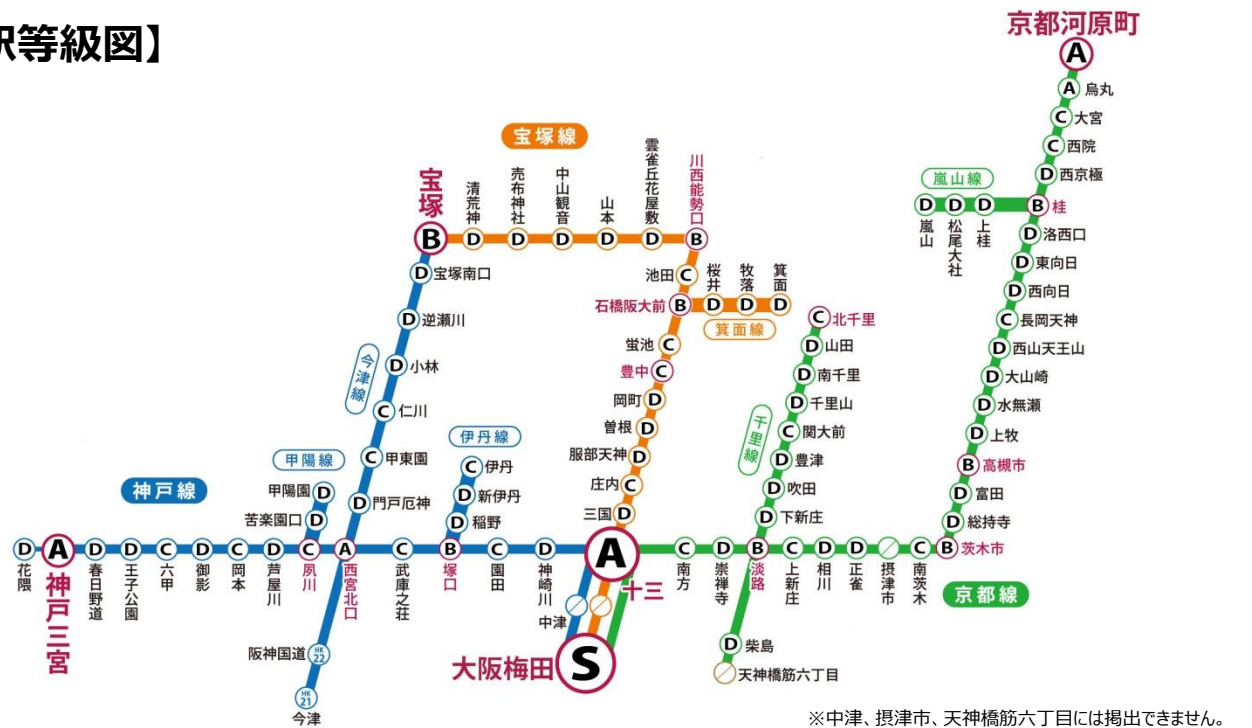 駅等級図】
京都河原町
A
A 烏丸
C 大宮
C 西院
D 西京極
嵐山線
D D D B 桂
嵐山 松尾大社 上桂
D 洛西口
D 東向日
D 西向日
C 長岡天神
D 西山天王山
D 大山崎
D 水無瀬
D 上牧
B 高槻市
D 富田
D 総持寺
B 茨木市
宝塚線
宝塚 清荒神 売布神社 中山観音 山本 雲雀丘花屋敷 川西能勢口
B D D D D D B
池田 C
石橋阪大前 B D D D
桜井 牧落 箕面
箕面線
蛍池 C
豊中 C
岡町 D
曽根 D
服部天神 D
庄内 C
三国 D
D 宝塚南口
D 逆瀬川
D 小林
今津線
C 仁川
C 甲東園
D 門戸厄神
甲陽線
甲陽園 D
苦楽園口 D
伊丹線
C 伊丹
D 新伊丹
D 稲野
C 北千里
D 山田
D 南千里
D 千里山
C 関大前
千里線
D 豊津
D 吹田
D 下新庄
神戸線
D A D D C D C D C A C B C D A C D B C D D C
花隈 神戸三宮 春日野道 王子公園 六甲 御影 岡本 芦屋川 夙川 西宮北口 武庫之荘 塚口 園田 神崎川 十三 南方 崇禅寺 淡路 上新庄 相川 正雀 摂津市 南茨木
京都線
中津
大阪梅田 S
阪神国道 HK 22
HK 21
今津
D 柴島
天神橋筋六丁目
※中津、摂津市、天神橋筋六丁目には掲出できません。